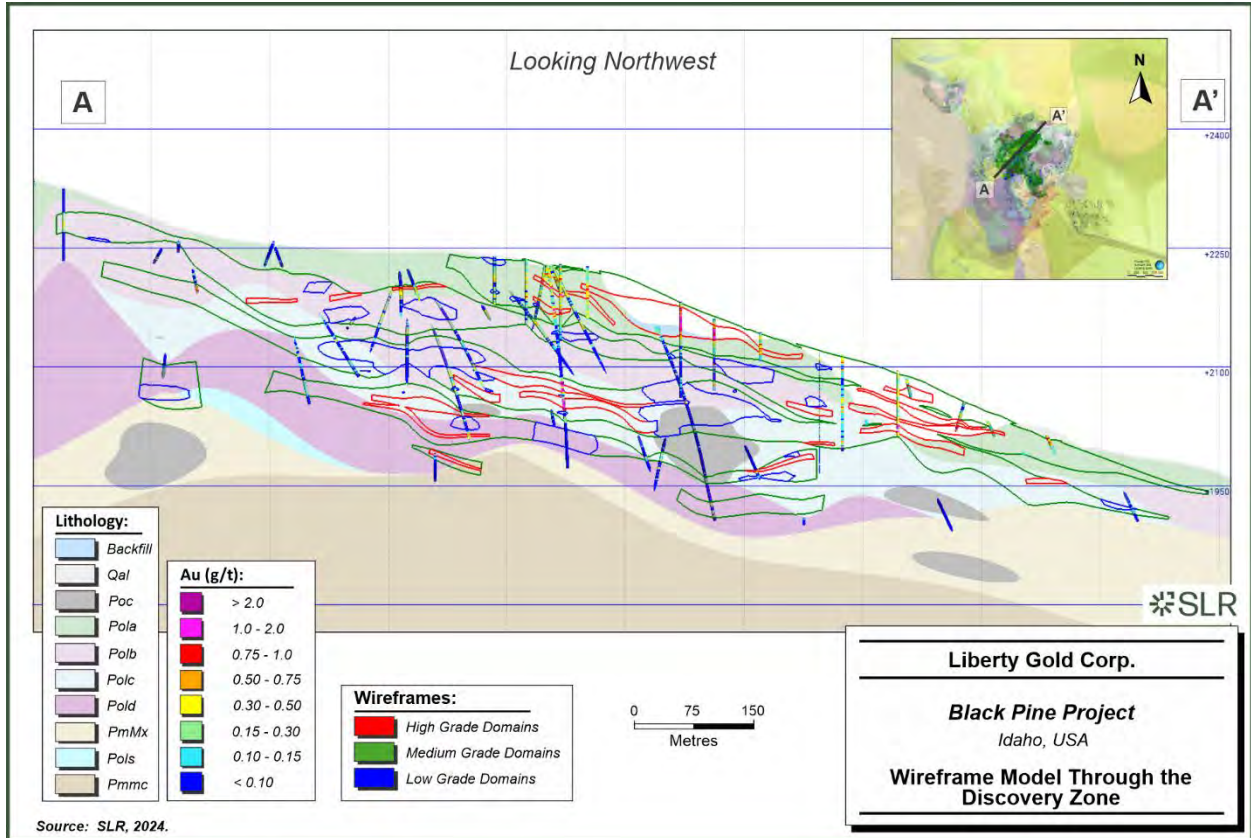 Looking Northwest
A
A'
N
A'
A
+2400
+2250
+2100
+1950
Lithology:
Backfill
Qal
Poc
Pola
Polb
Polc
Pold
PmMx
Pols
Pmmc
Au (g/t):
> 2.0
1.0 - 2.0
0.75 - 1.0
0.50 - 0.75
0.30 - 0.50
0.15 - 0.30
0.10 - 0.15
< 0.10
Wireframes:
High Grade Domains
Medium Grade Domains
Low Grade Domains
0 75 150
Metres
SLR
Liberty Gold Corp.
Black Pine Project
Idaho, USA
Wireframe Model Through the
Discovery Zone
Source: SLR, 2024.